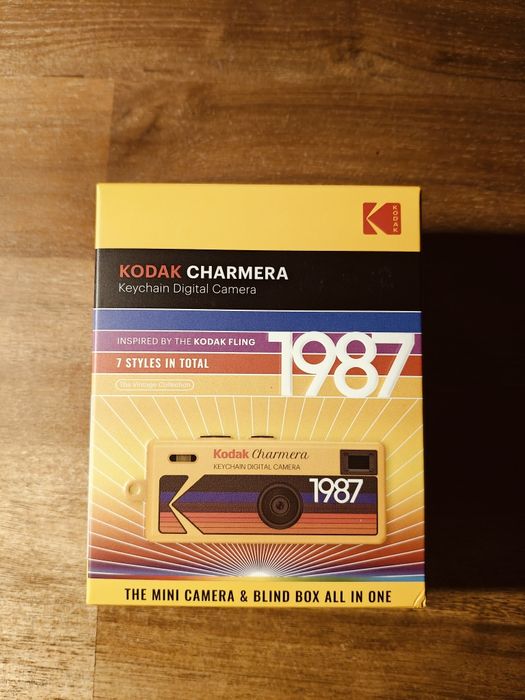 KODAK
KODAK CHARMERA
Keychain Digital Camera
INSPIRED BY THE KODAK FLING
1987
7 STYLES IN TOTAL
The Vintage Collection
Kodak Charmera
KEYCHAIN DIGITAL CAMERA
1987
THE MINI CAMERA & BLIND BOX ALL IN ONE